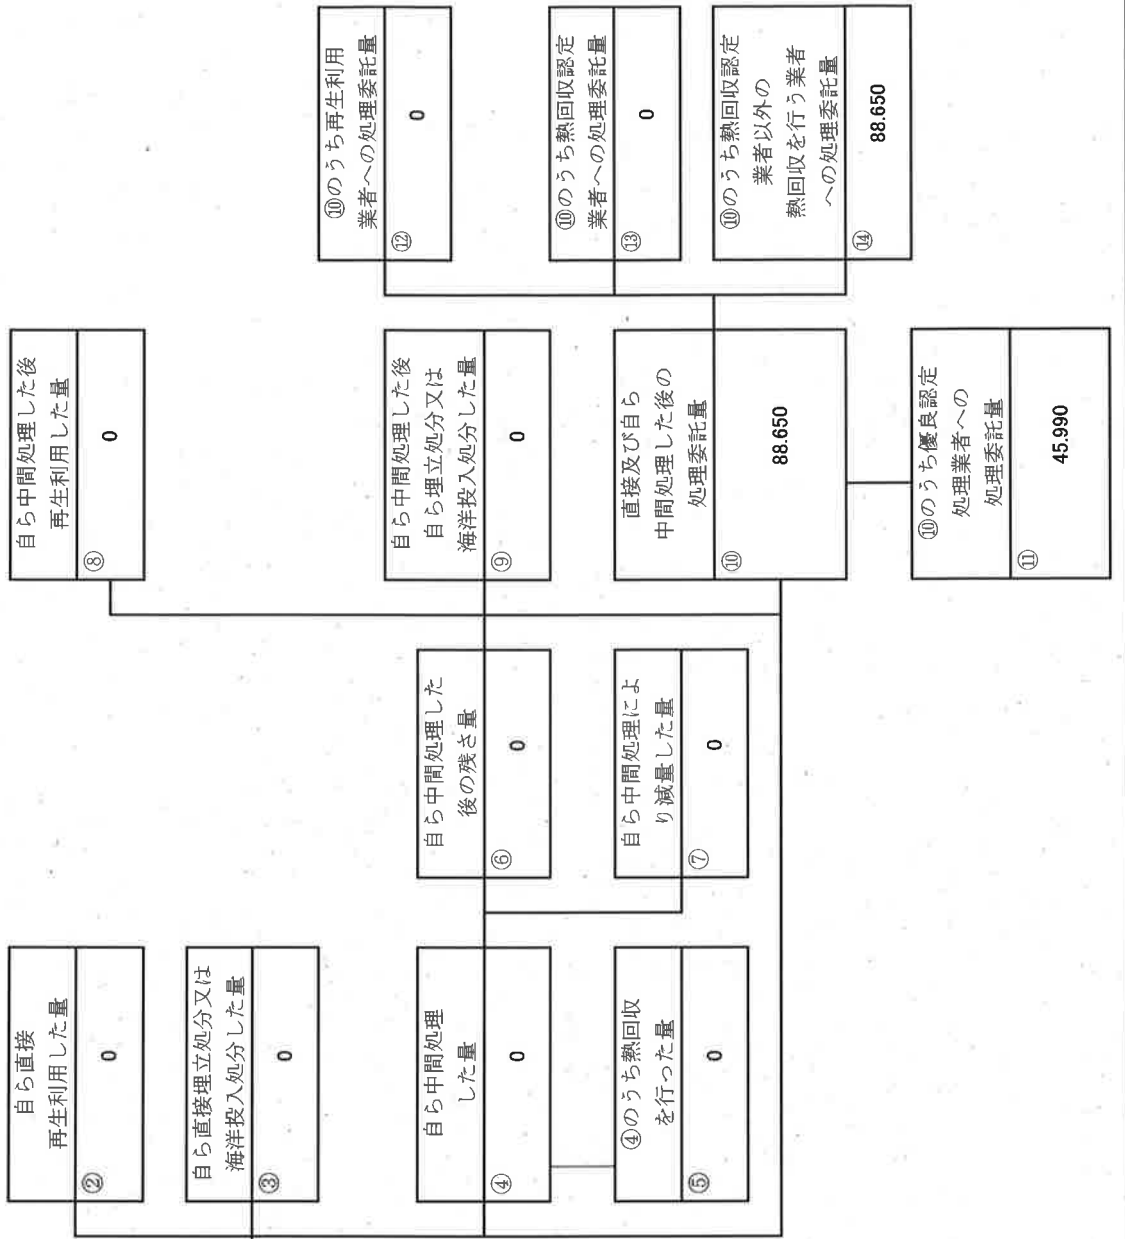 自ら直接
再生利用した量
②
0
自ら直接埋立処分又は
海洋投入処分した量
③
0
自ら中間処理
した量
④
0
④のうち熱回収
を行った量
⑤
0
自ら中間処理した
後の残さ量
⑥
0
自ら中間処理によ
り減量した量
⑦
0
自ら中間処理した後
再生利用した量
⑧
0
自ら中間処理した後
自ら埋立処分又は
海洋投入処分した量
⑨
0
直接及び自ら
中間処理した後の
処理委託量
⑩
88.650
⑩のうち優良認定
処理業者への
処理委託量
⑪
45.990
⑩のうち再生利用
業者への処理委託量
⑫
0
⑩のうち熱回収認定
業者への処理委託量
⑬
0
⑩のうち熱回収認定
業者以外の
熱回収を行う業者
への処理委託量
⑭
88.650